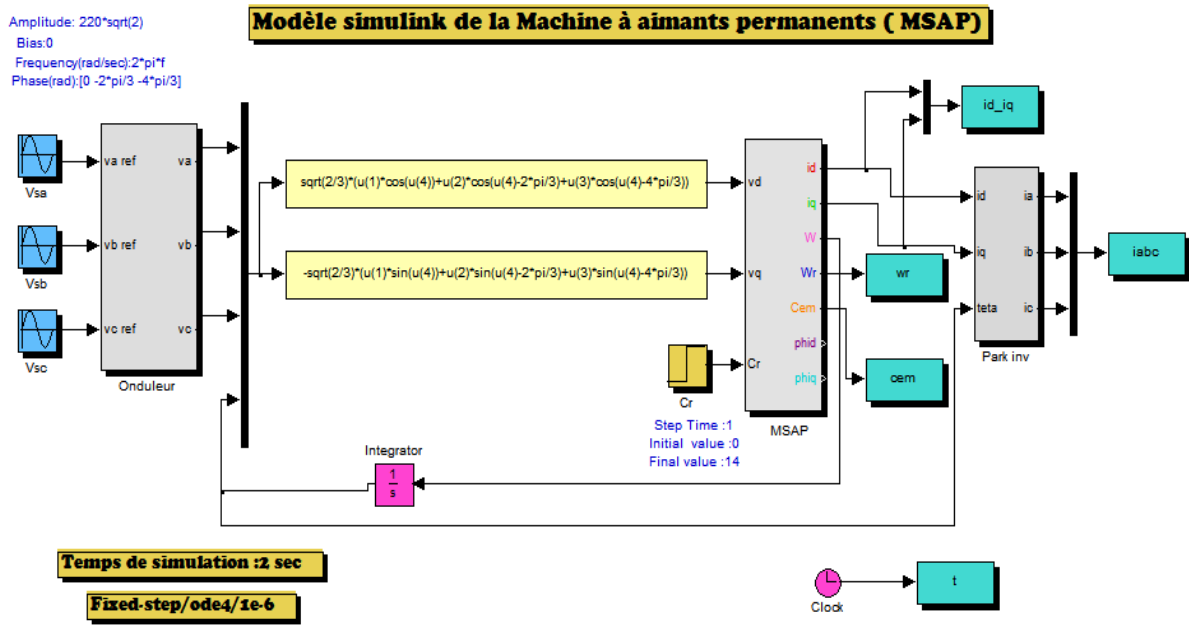 Modèle simulink de la Machine à aimants permanents ( MSAP)
Amplitude: 220*sqrt(2)
Bias:0
Frequency(rad/sec):2*pi*f
Phase(rad):[0 -2*pi/3 -4*pi/3]
Vsa
Vsb
Vsc
va ref
va
vb ref
vb
vc ref
vc
Onduleur
sqrt(2/3)*(u(1)*cos(u(4))+u(2)*cos(u(4)-2*pi/3)+u(3)*cos(u(4)-4*pi/3))
-sqrt(2/3)*(u(1)*sin(u(4))+u(2)*sin(u(4)-2*pi/3)+u(3)*sin(u(4)-4*pi/3))
vd
vq
Cr
id
iq
W
Wr
Cem
phid
phiq
MSAP
Cr
Step Time :1
Initial value :0
Final value :14
id_iq
wr
cem
id
iq
teta
ia
ib
ic
Park inv
iabc
Integrator
1
s
Temps de simulation :2 sec
Fixed-step/ode4/1e-6
Clock
t